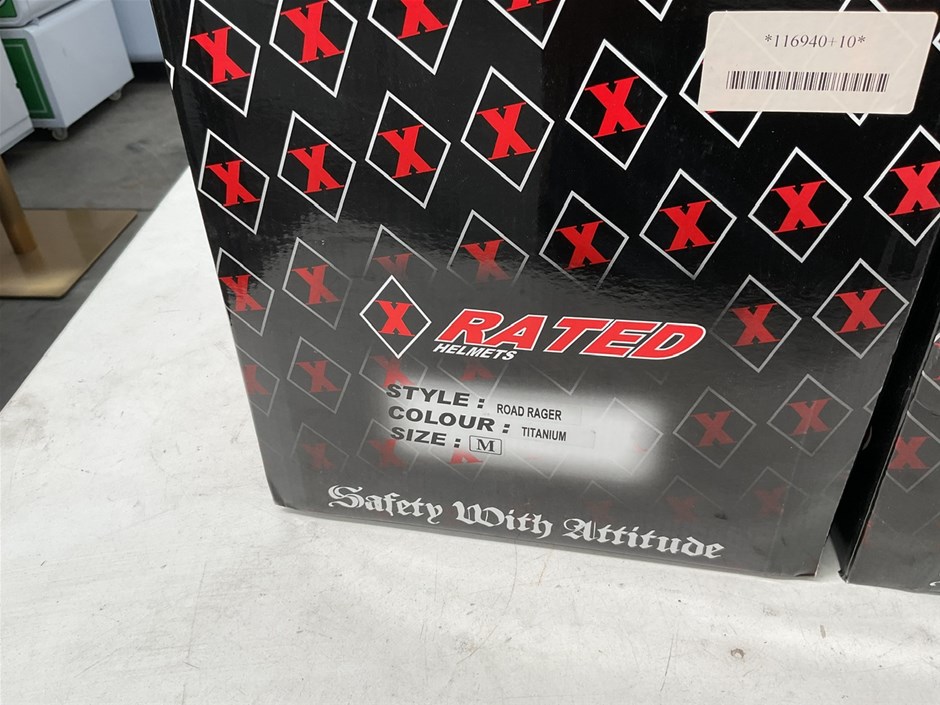 *116940+10*
X RATED
HELMETS
STYLE : ROAD RAGER
COLOUR : TITANIUM
SIZE : M
Safety With Attitude